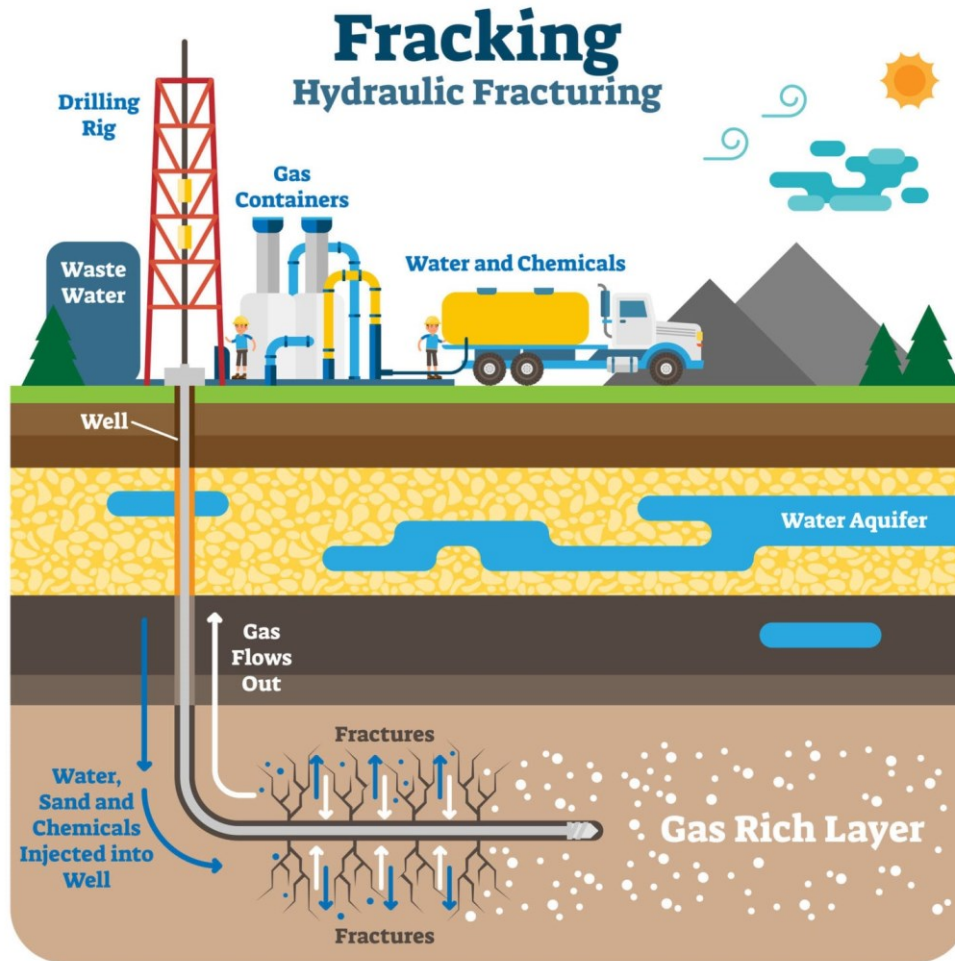 Fracking
Hydraulic Fracturing
Drilling
Rig
Gas
Containers
Waste
Water
Water and Chemicals
Well
Water Aquifer
Gas
Flows
Out
Water,
Sand and
Chemicals
Injected into
Well
Fractures
Gas Rich Layer
Fractures